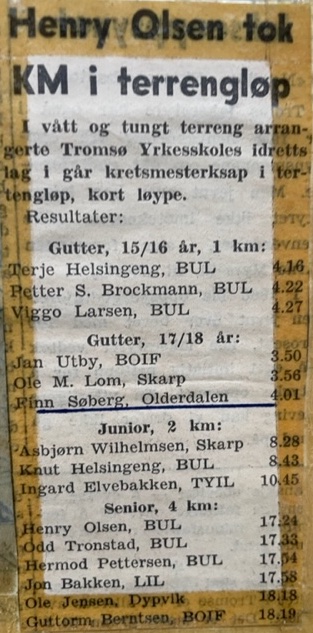 Henry Olsen tok
KM i terrengløp
I vått og tungt terreng arran-
gerte Tromsø Yrkesskoles idretts
lag i går kretsmesterksap i ter-
tengløp, kort løype.
Resultater:
Gutter, 15/16 år, 1 km:
Terje Helsingeng, BUL 4.16
Petter S. Brockmann, BUL 4.22
Viggo Larsen, BUL 4.27
Gutter, 17/18 år:
Jan Utby, BOIF 3.50
Ole M. Lom, Skarp 3.56
Finn Søberg, Olderdalen 4.01
Junior, 2 km:
Asbjørn Wilhelmsen, Skarp 8.28
Knut Helsingeng, BUL 8.43
Ingard Elvebakken, TYIL 10.45
Senior, 4 km:
Henry Olsen, BUL 17.24
Odd Tronstad, BUL 17.33
Hermod Pettersen, BUL 17.54
Jon Bakken, LIL 17.58
Ole Jensen, Dypvik 18.18
Guttorm Berntsen, BOIF 18.19